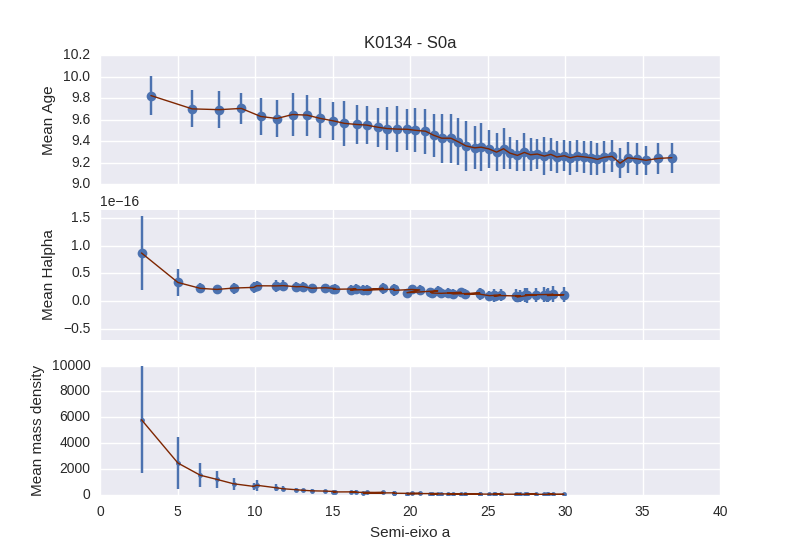 K0134 - S0a
10.2
10.0
9.8
9.6
9.4
9.2
9.0
Mean Age
1e−16
1.5
1.0
0.5
0.0
−0.5
Mean Halpha
10000
8000
6000
4000
2000
0
Mean mass density
0 5 10 15 20 25 30 35 40
Semi-eixo a